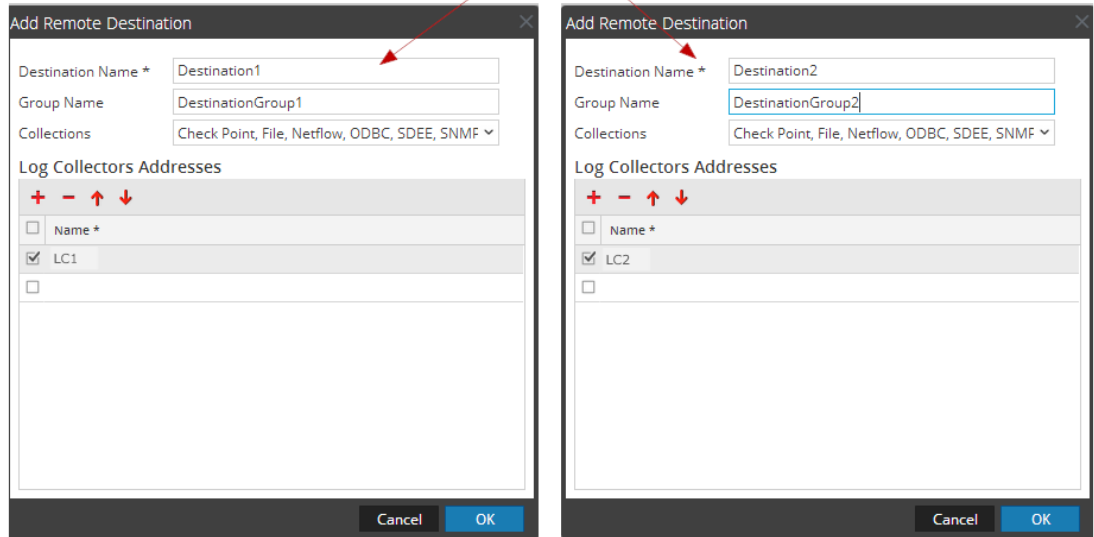 Add Remote Destination
Destination Name * Destination1
Group Name DestinationGroup1
Collections Check Point, File, Netflow, ODBC, SDEE, SNMP
Log Collectors Addresses
Name *
LC1
Cancel OK
Add Remote Destination
Destination Name * Destination2
Group Name DestinationGroup2
Collections Check Point, File, Netflow, ODBC, SDEE, SNMP
Log Collectors Addresses
Name *
LC2
Cancel OK